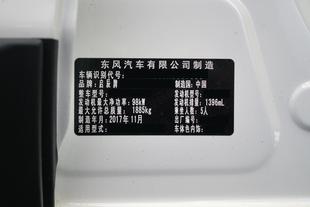 东风汽车有限公司制造
车辆识别代号:
品牌:启辰牌 制造国:中国
整车型号: 发动机型号:
发动机最大净功率:98kW 发动机排量:1396mL
最大允许总质量:1885kg 乘坐人数:5人
制造年月:2017年11月 出厂编号:
适用型号: 车体色内饰: